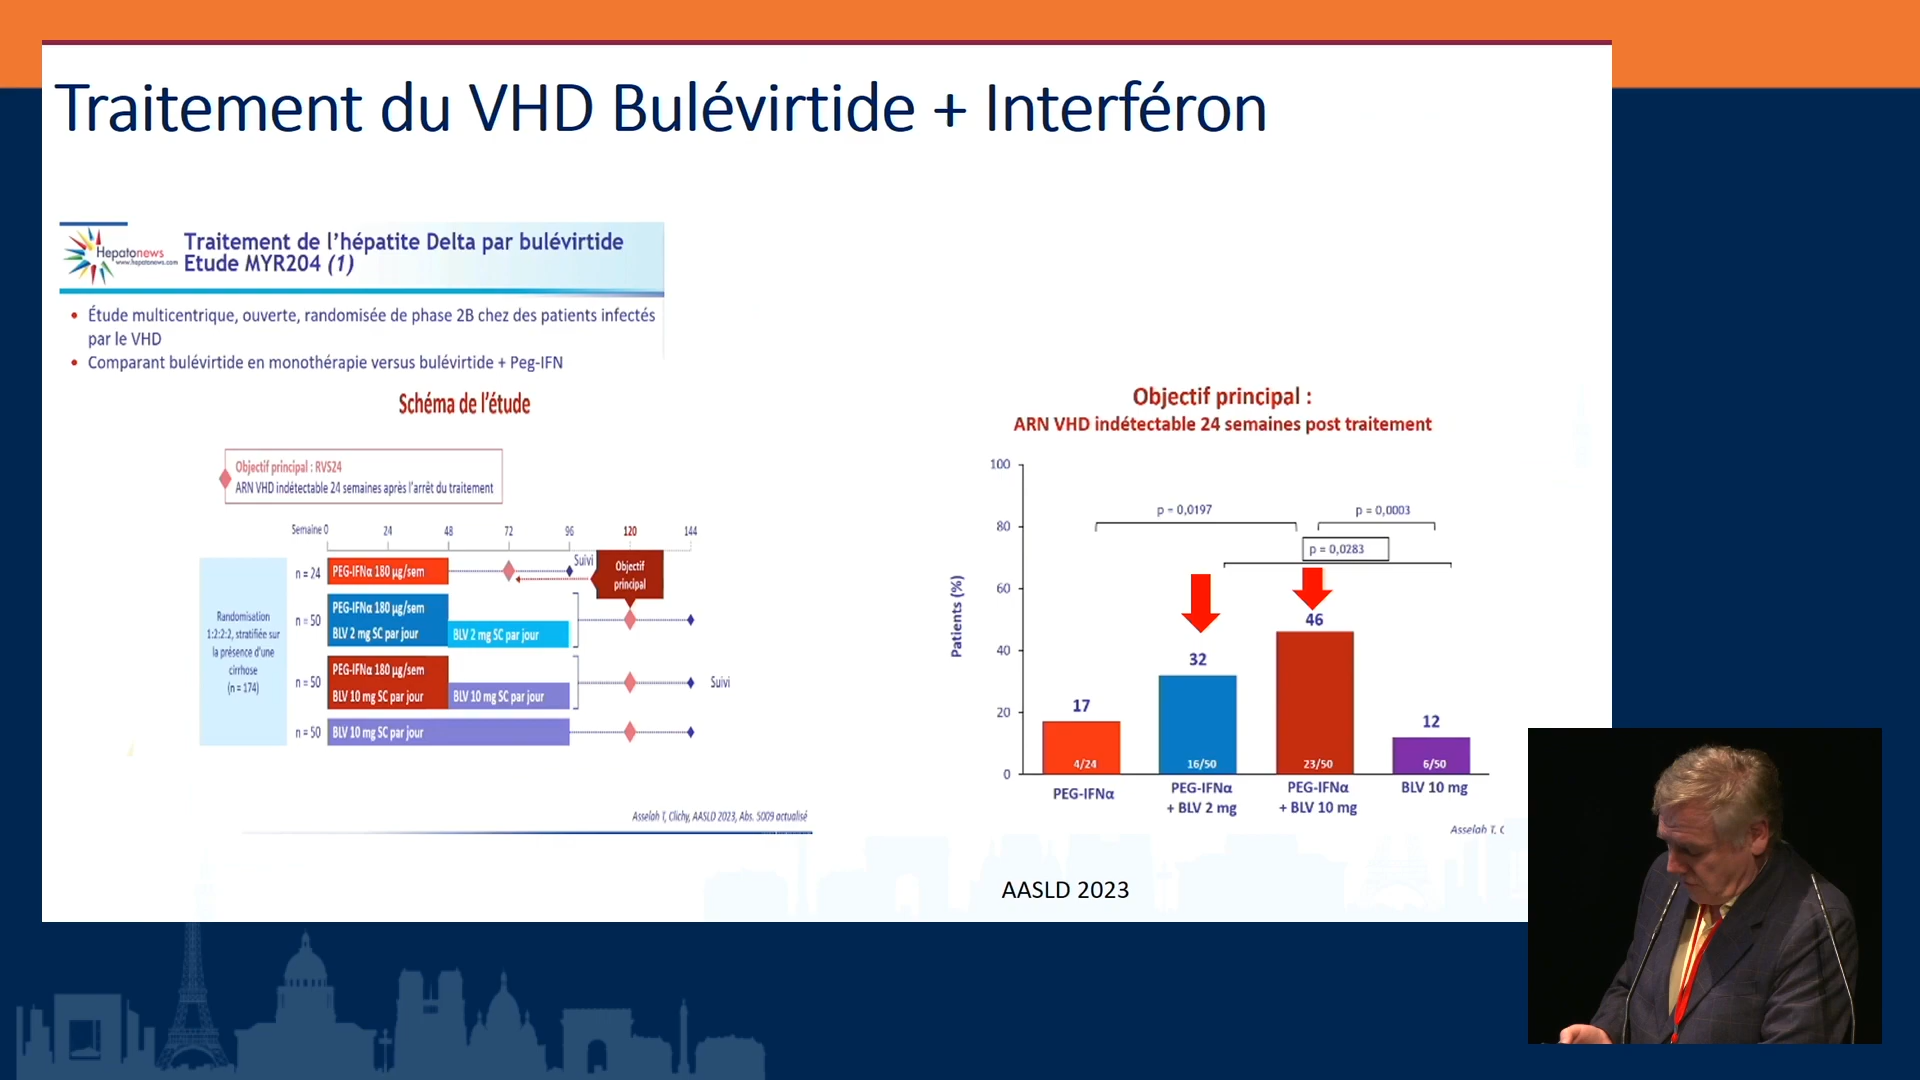 Traitement du VHD Bulévirtide + Interféron
Hepatonews
www.hepatonews.com
Traitement de l'hépatite Delta par bulévirtide
Etude MYR204 (1)
• Étude multicentrique, ouverte, randomisée de phase 2B chez des patients infectés
par le VHD
• Comparant bulévirtide en monothérapie versus bulévirtide + Peg-IFN
Schéma de l'étude
Objectif principal : RVS24
ARN VHD indétectable 24 semaines après l'arrêt du traitement
Semaine 0 24 48 72 96 120 144
Randomisation
1:2:2:2, stratifiée sur
la présence d'une
cirrhose
(n = 174)
n = 24
PEG-IFNα 180 µg/sem
Suivi
Objectif
principal
n = 50
PEG-IFNα 180 µg/sem
BLV 2 mg SC par jour
BLV 2 mg SC par jour
n = 50
PEG-IFNα 180 µg/sem
BLV 10 mg SC par jour
BLV 10 mg SC par jour
Suivi
n = 50
BLV 10 mg SC par jour
Asselah T, Clichy, AASLD 2023, Abs. 5009 actualisé
Objectif principal :
ARN VHD indétectable 24 semaines post traitement
Patients (%)
100
80
60
40
20
0
p = 0,0197
p = 0,0003
p = 0,0283
17
32
46
12
4/24
16/50
23/50
6/50
PEG-IFNα
PEG-IFNα
+ BLV 2 mg
PEG-IFNα
+ BLV 10 mg
BLV 10 mg
Asselah T, C
AASLD 2023